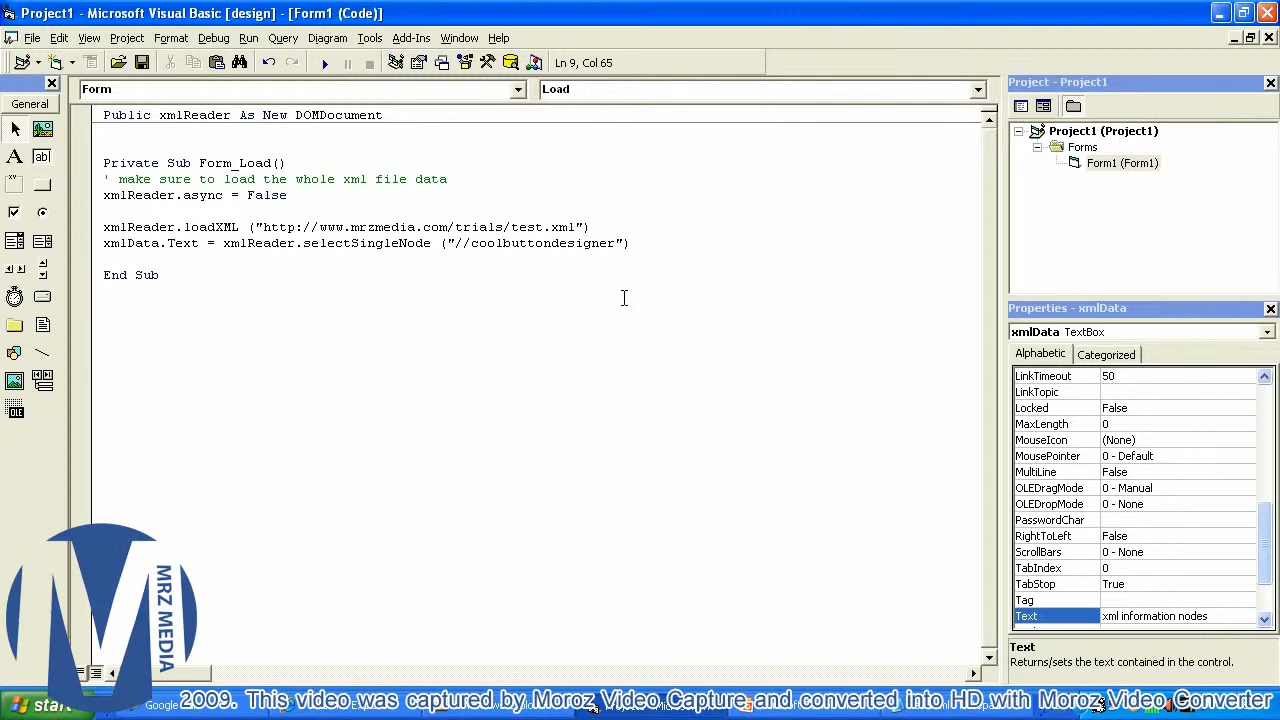 Project1 - Microsoft Visual Basic [design] - [Form1 (Code)]
File Edit View Project Format Debug Run Query Diagram Tools Add-Ins Window Help
Ln 9, Col 65
General
Form
Load
Public xmlReader As New DOMDocument
Private Sub Form_Load()
' make sure to load the whole xml file data
xmlReader.async = False
xmlReader.loadXML ("http://www.mrzmedia.com/trials/test.xml")
xmlData.Text = xmlReader.selectSingleNode ("//coolbuttondesigner")
End Sub
Project - Project1
Project1 (Project1)
Forms
Form1 (Form1)
Properties - xmlData
xmlData TextBox
Alphabetic Categorized
LinkTimeout 50
LinkTopic
Locked False
MaxLength 0
MouseIcon (None)
MousePointer 0 - Default
MultiLine False
OLEDragMode 0 - Manual
OLEDropMode 0 - None
PasswordChar
RightToLeft False
ScrollBars 0 - None
TabIndex 0
TabStop True
Tag
Text xml information nodes
Text
Returns/sets the text contained in the control.
MRZ MEDIA
start
Google
2009. This video was captured by Moroz Video Capture and converted into HD with Moroz Video Converter